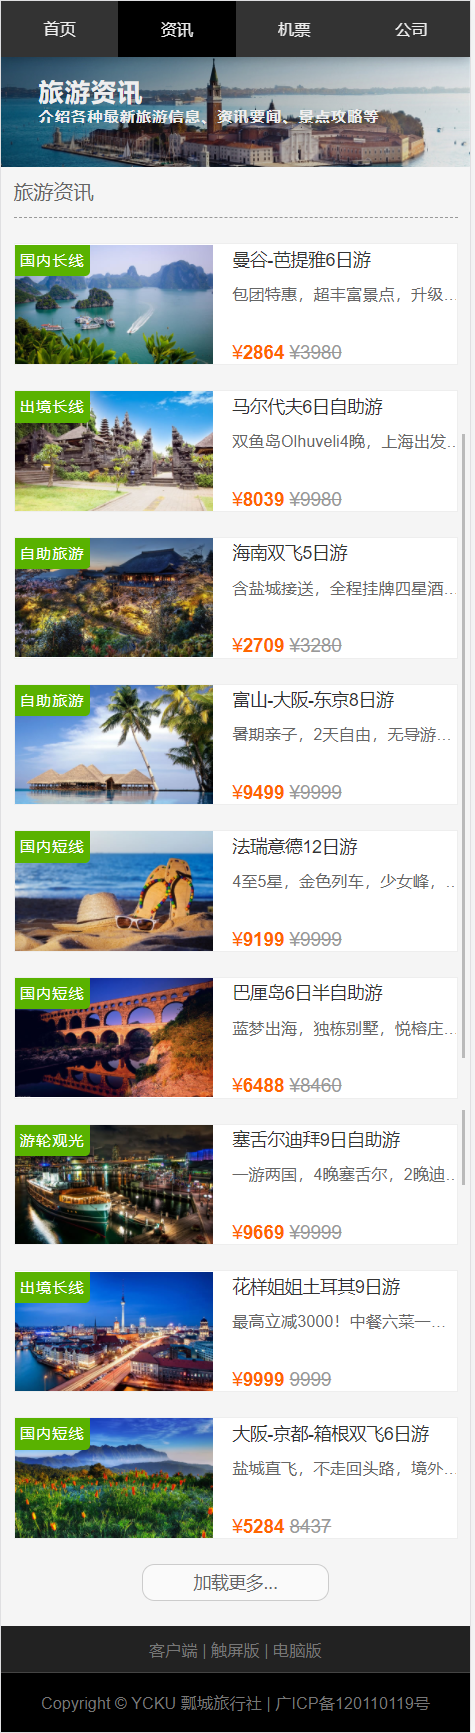 首页 资讯 机票 公司
旅游资讯
介绍各种最新旅游信息、资讯要闻、景点攻略等
旅游资讯
国内长线
曼谷-芭提雅6日游
包团特惠，超丰富景点，升级...
¥2864 ¥3980
出境长线
马尔代夫6日自助游
双鱼岛Olhuveli4晚，上海出发...
¥8039 ¥9980
自助旅游
海南双飞5日游
含盐城接送，全程挂牌四星酒...
¥2709 ¥3280
自助旅游
富山-大阪-东京8日游
暑期亲子，2天自由，无导游...
¥9499 ¥9999
国内短线
法瑞意德12日游
4至5星，金色列车，少女峰，...
¥9199 ¥9999
国内短线
巴厘岛6日半自助游
蓝梦出海，独栋别墅，悦榕庄...
¥6488 ¥8460
游轮观光
塞舌尔迪拜9日自助游
一游两国，4晚塞舌尔，2晚迪...
¥9669 ¥9999
出境长线
花样姐姐土耳其9日游
最高立减3000！中餐六菜一...
¥9999 9999
国内短线
大阪-京都-箱根双飞6日游
盐城直飞，不走回头路，境外...
¥5284 8437
加载更多...
客户端 | 触屏版 | 电脑版
Copyright © YCKU 瓢城旅行社 | 广ICP备120110119号